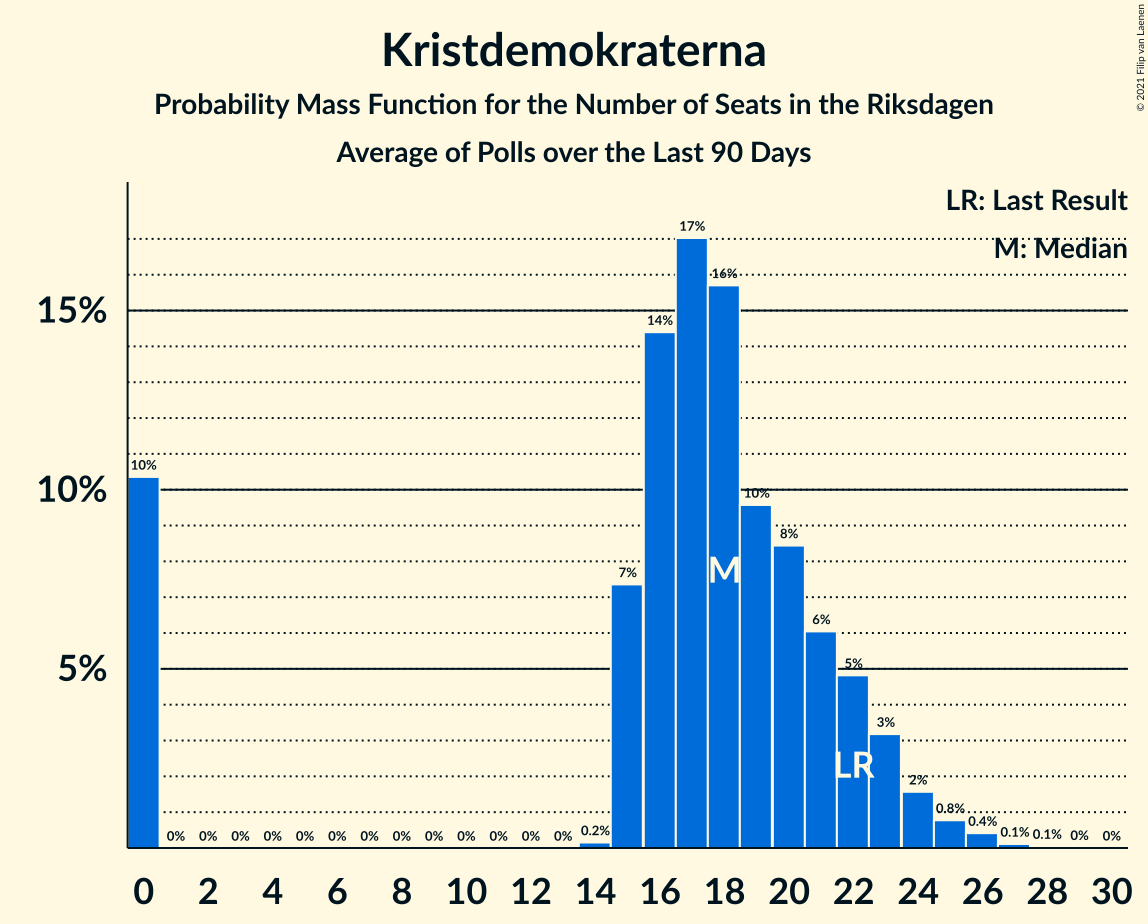 Kristdemokraterna
Probability Mass Function for the Number of Seats in the Riksdagen
Average of Polls over the Last 90 Days
© 2021 Filip van Laenen
LR: Last Result
M: Median
17%
16%
15%
14%
10%
10%
10%
8%
7%
M
6%
5%
5%
3%
LR
2%
0.8%
0.4%
0% 0% 0% 0% 0% 0% 0% 0% 0% 0% 0% 0% 0% 0.2% 0.1% 0.1% 0% 0%
0 2 4 6 8 10 12 14 16 18 20 22 24 26 28 30